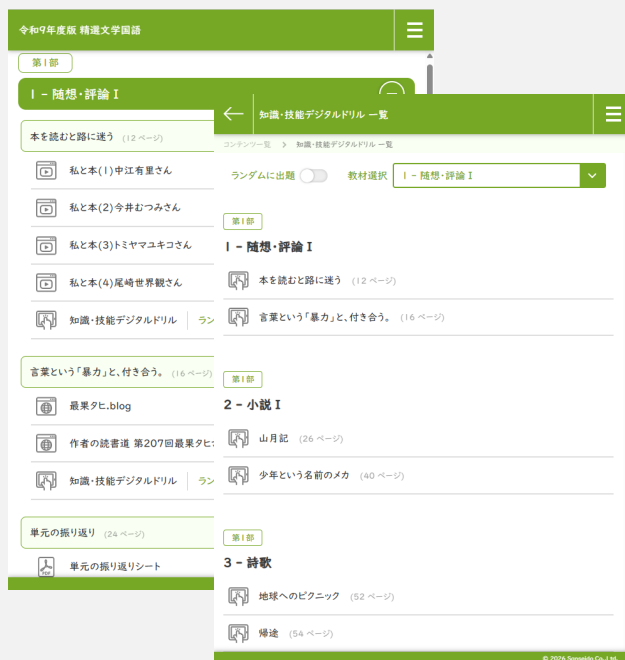 令和9年度版 精選文学国語
第1部
1 - 随想・評論 I
本を読むと路に迷う (12 ページ)
私と本(1)中江有里さん
私と本(2)今井むつみさん
私と本(3)トミヤマユキコさん
私と本(4)尾崎世界観さん
知識・技能デジタルドリル ラン
言葉という「暴力」と、付き合う。 (16 ページ)
最果タヒ.blog
作者の読書道 第207回最果タヒ
知識・技能デジタルドリル ラン
単元の振り返り (24 ページ)
PDF
単元の振り返りシート
知識・技能デジタルドリル 一覧
コンテンツ一覧 > 知識・技能デジタルドリル 一覧
ランダムに出題 教材選択 1 - 随想・評論 I
第1部
1 - 随想・評論 I
本を読むと路に迷う (12 ページ)
言葉という「暴力」と、付き合う。 (16 ページ)
第1部
2 - 小説 I
山月記 (26 ページ)
少年という名前のメカ (40 ページ)
第1部
3 - 詩歌
地球へのピクニック (52 ページ)
帰途 (54 ページ)